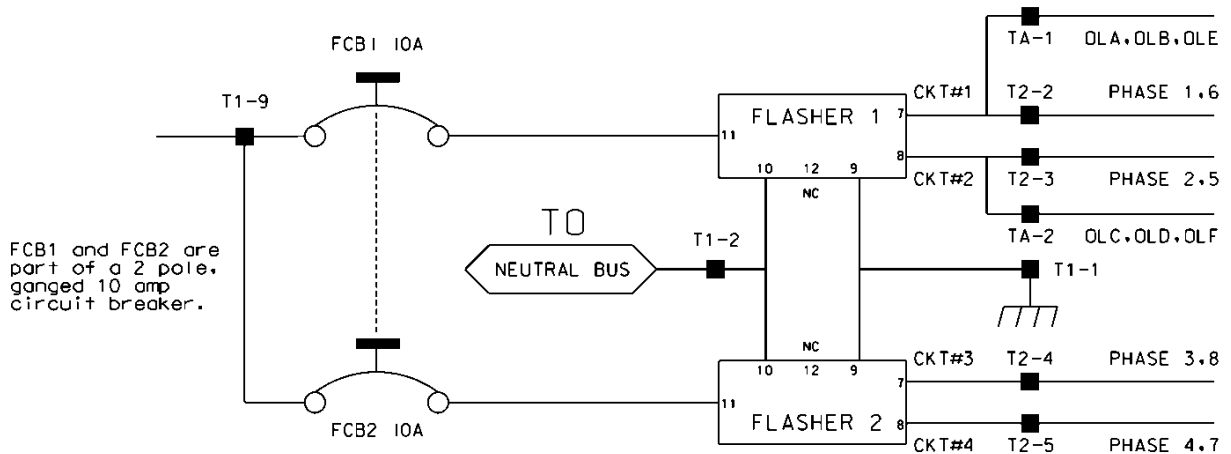 TA-1 OLA,OLB,OLE
FCB1 10A
T1-9
CKT#1 T2-2 PHASE 1,6
FLASHER 1
7
11
8
10 12 9
NC
CKT#2 T2-3 PHASE 2,5
TO
NEUTRAL BUS
T1-2
TA-2 OLC,OLD,OLF
T1-1
FCB1 and FCB2 are
part of a 2 pole,
ganged 10 amp
circuit breaker.
NC
10 12 9
CKT#3 T2-4 PHASE 3,8
7
11
FLASHER 2
8
FCB2 10A
CKT#4 T2-5 PHASE 4,7